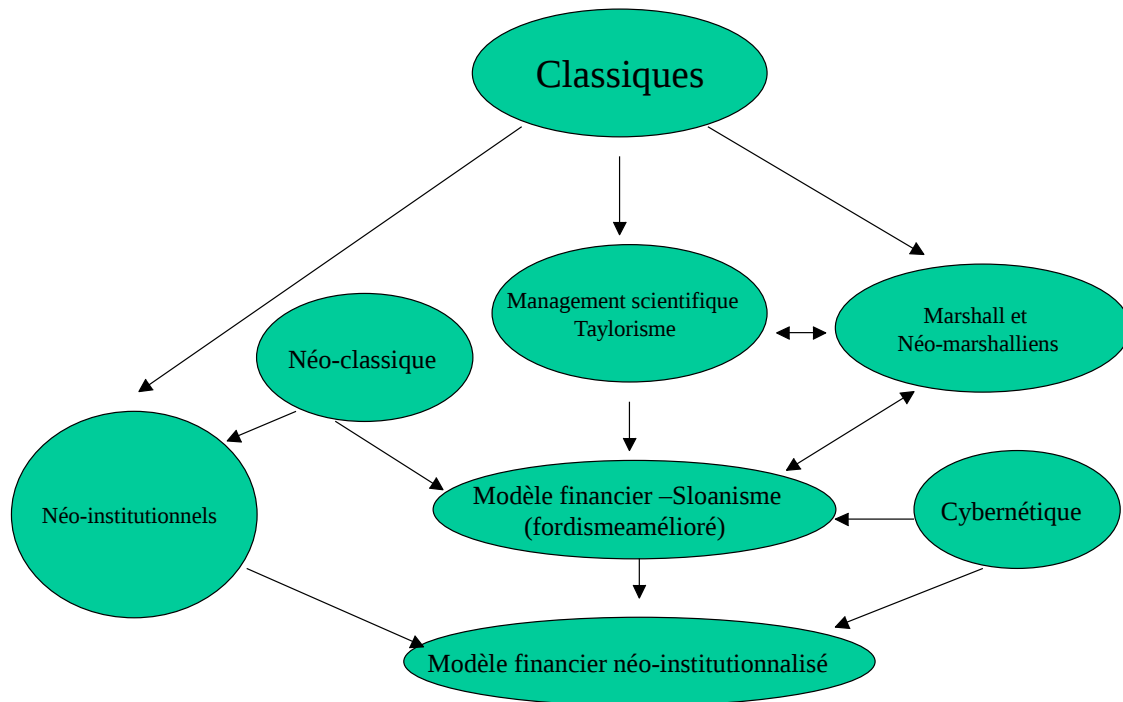 Classiques
Management scientifique
Taylorisme
Marshall et
Néo-marshalliens
Néo-classique
Néo-institutionnels
Modèle financier –Sloanisme
(fordismeamélioré)
Cybernétique
Modèle financier néo-institutionnalisé